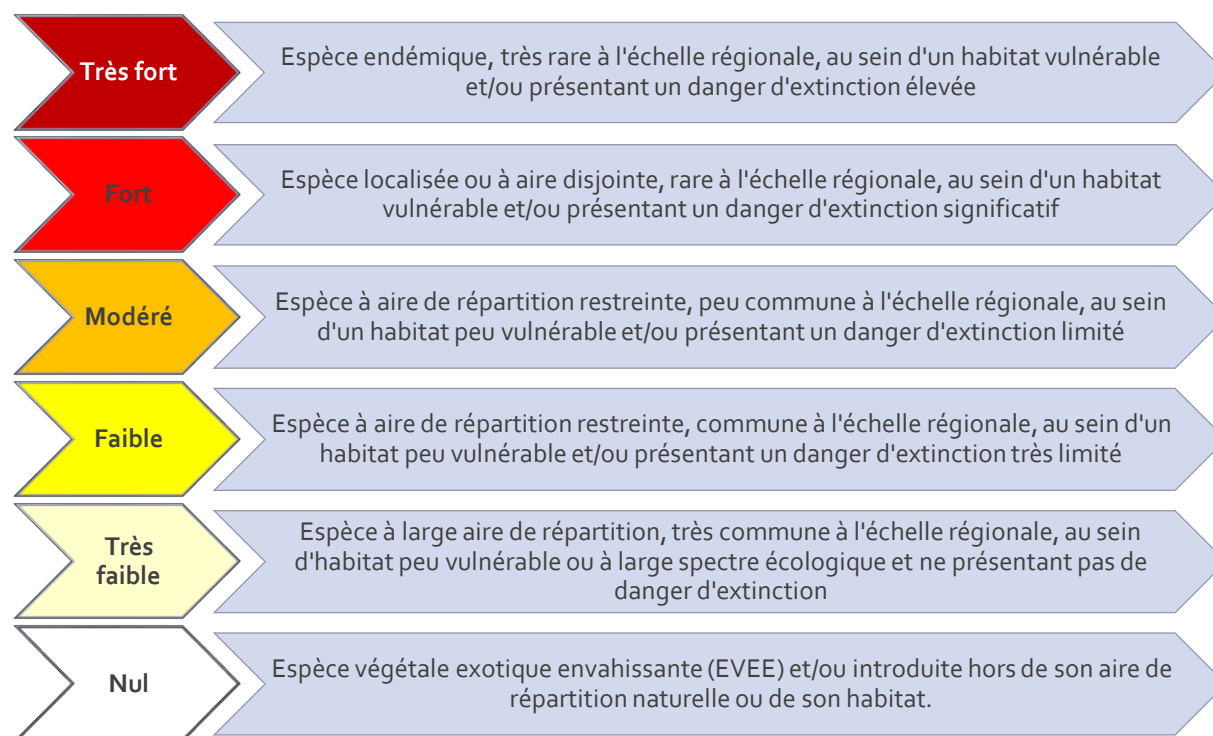 Très fort
Espèce endémique, très rare à l'échelle régionale, au sein d'un habitat vulnérable
et/ou présentant un danger d'extinction élevée
Fort
Espèce localisée ou à aire disjointe, rare à l'échelle régionale, au sein d'un habitat
vulnérable et/ou présentant un danger d'extinction significatif
Modéré
Espèce à aire de répartition restreinte, peu commune à l'échelle régionale, au sein
d'un habitat peu vulnérable et/ou présentant un danger d'extinction limité
Faible
Espèce à aire de répartition restreinte, commune à l'échelle régionale, au sein d'un
habitat peu vulnérable et/ou présentant un danger d'extinction très limité
Très
faible
Espèce à large aire de répartition, très commune à l'échelle régionale, au sein
d'habitat peu vulnérable ou à large spectre écologique et ne présentant pas de
danger d'extinction
Nul
Espèce végétale exotique envahissante (EVEE) et/ou introduite hors de son aire de
répartition naturelle ou de son habitat.